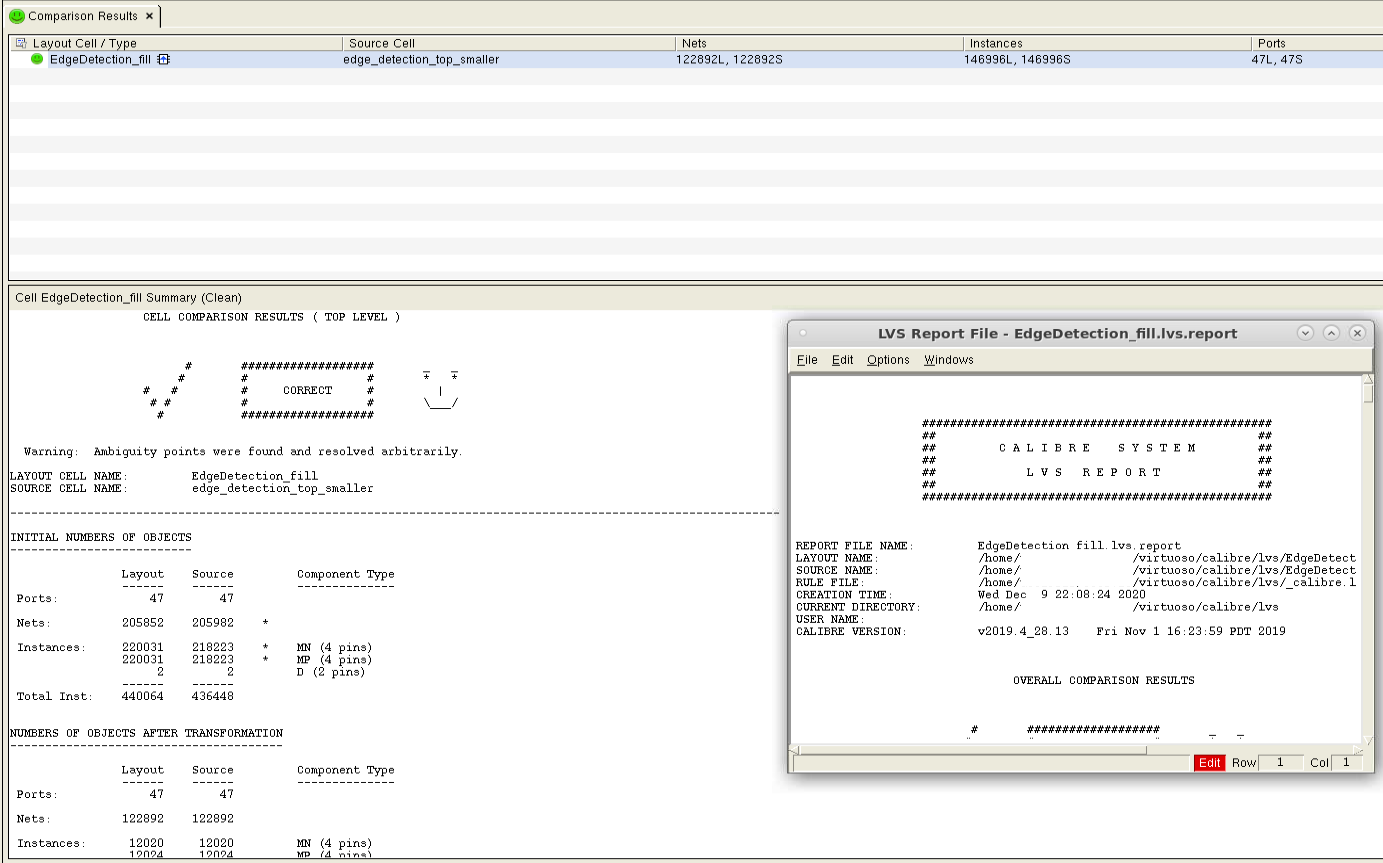 Comparison Results ×
Layout Cell / Type Source Cell Nets Instances Ports
EdgeDetection_fill edge_detection_top_smaller 122892L, 122892S 146996L, 146996S 47L, 47S
Cell EdgeDetection_fill Summary (Clean)
CELL COMPARISON RESULTS ( TOP LEVEL )
# ################### _ _
# # # * *
# # # CORRECT # |
# # # # \___/
# ###################
Warning: Ambiguity points were found and resolved arbitrarily.
LAYOUT CELL NAME: EdgeDetection_fill
SOURCE CELL NAME: edge_detection_top_smaller
--------------------------------------------------------------------------------------------------------------
INITIAL NUMBERS OF OBJECTS
--------------------------
Layout Source Component Type
------ ------ --------------
Ports: 47 47
Nets: 205852 205982 *
Instances: 220031 218223 * MN (4 pins)
220031 218223 * MP (4 pins)
2 2 D (2 pins)
------ ------
Total Inst: 440064 436448
NUMBERS OF OBJECTS AFTER TRANSFORMATION
---------------------------------------
Layout Source Component Type
------ ------ --------------
Ports: 47 47
Nets: 122892 122892
Instances: 12020 12020 MN (4 pins)
12024 12024 MP (4 pins)
LVS Report File - EdgeDetection_fill.lvs.report
File Edit Options Windows
##################################################
## ##
## C A L I B R E S Y S T E M ##
## ##
## L V S R E P O R T ##
## ##
##################################################
REPORT FILE NAME: EdgeDetection_fill.lvs.report
LAYOUT NAME: /home/ /virtuoso/calibre/lvs/EdgeDetect
SOURCE NAME: /home/ /virtuoso/calibre/lvs/EdgeDetect
RULE FILE: /home/ /virtuoso/calibre/lvs/_calibre.l
CREATION TIME: Wed Dec 9 22:08:24 2020
CURRENT DIRECTORY: /home/ /virtuoso/calibre/lvs
USER NAME:
CALIBRE VERSION: v2019.4_28.13 Fri Nov 1 16:23:59 PDT 2019
OVERALL COMPARISON RESULTS
# ################### _ _
Edit Row 1 Col 1